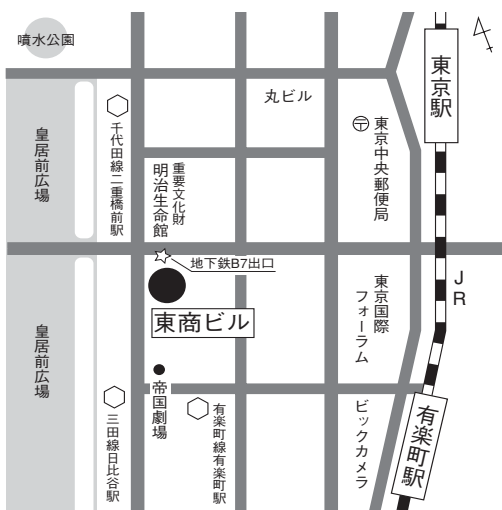 噴水公園
東京駅
丸ビル
〒
東京中央郵便局
千代田線二重橋前駅
皇居前広場
重要文化財
明治生命館
地下鉄B7出口
東商ビル
JR
東京国際
フォーラム
皇居前広場
帝国劇場
三田線日比谷駅
有楽町線有楽町駅
ビックカメラ
有楽町駅